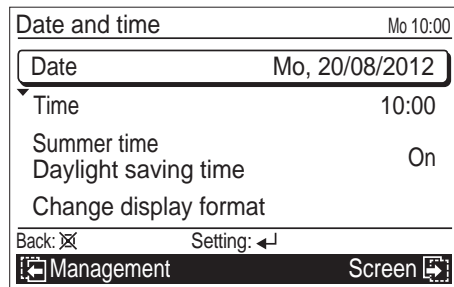 Date and time Mo 10:00
Date Mo, 20/08/2012
Time 10:00
Summer time
Daylight saving time On
Change display format
Back: Setting:
Management Screen